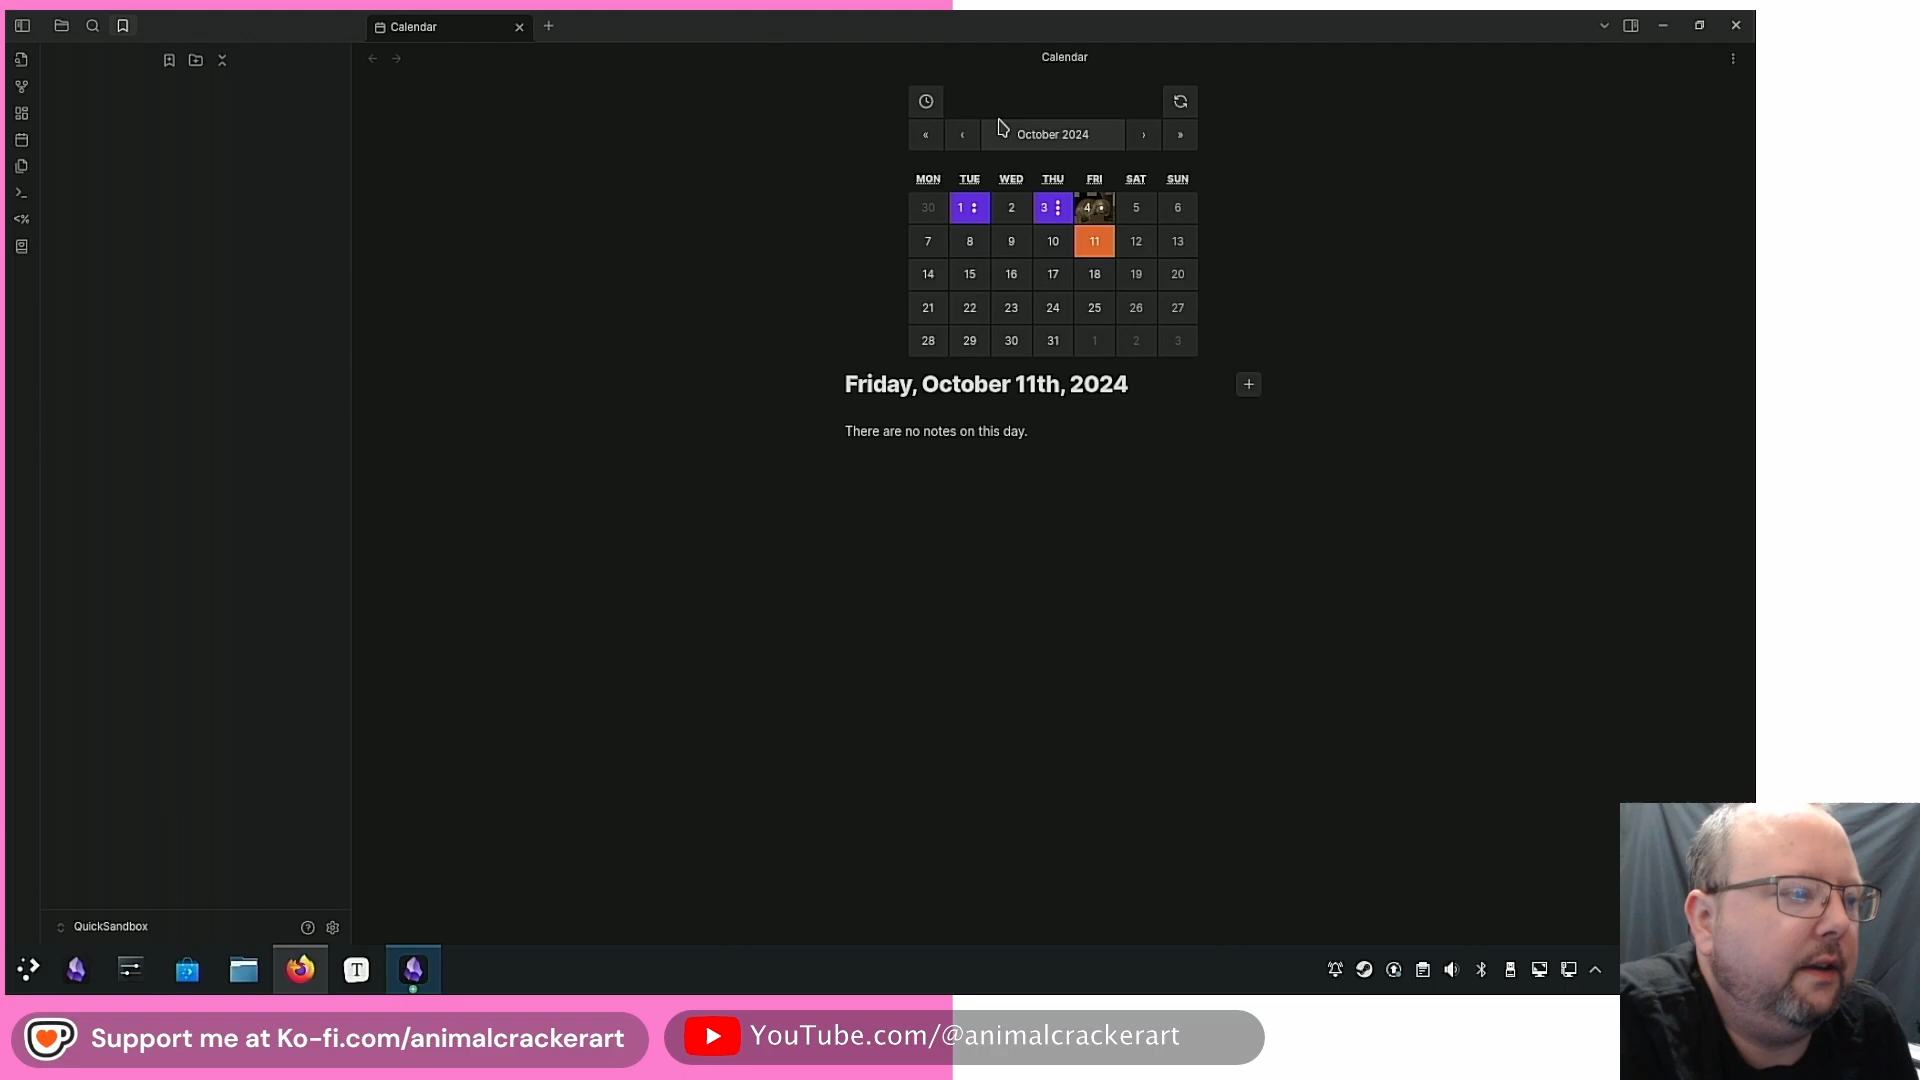 Calendar
Calendar
« ‹ October 2024 › »
MON TUE WED THU FRI SAT SUN
30 1 2 3 4 5 6
7 8 9 10 11 12 13
14 15 16 17 18 19 20
21 22 23 24 25 26 27
28 29 30 31 1 2 3
Friday, October 11th, 2024
There are no notes on this day.
QuickSandbox
T
Support me at Ko-fi.com/animalcrackerart
YouTube.com/@animalcrackerart